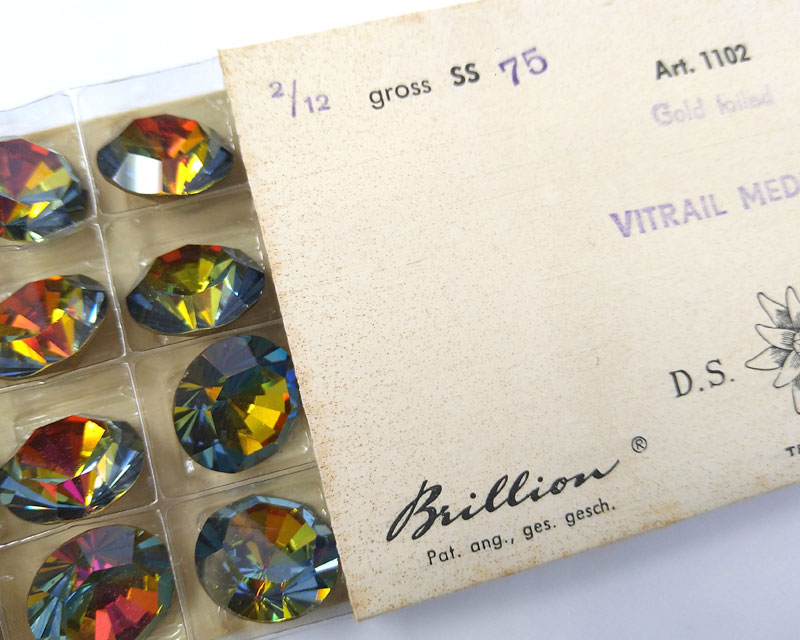 2/12 gross SS 75 Art. 1102
Gold foiled
VITRAIL MED
D.S.
Brillion ®
Pat. ang., ges. gesch.